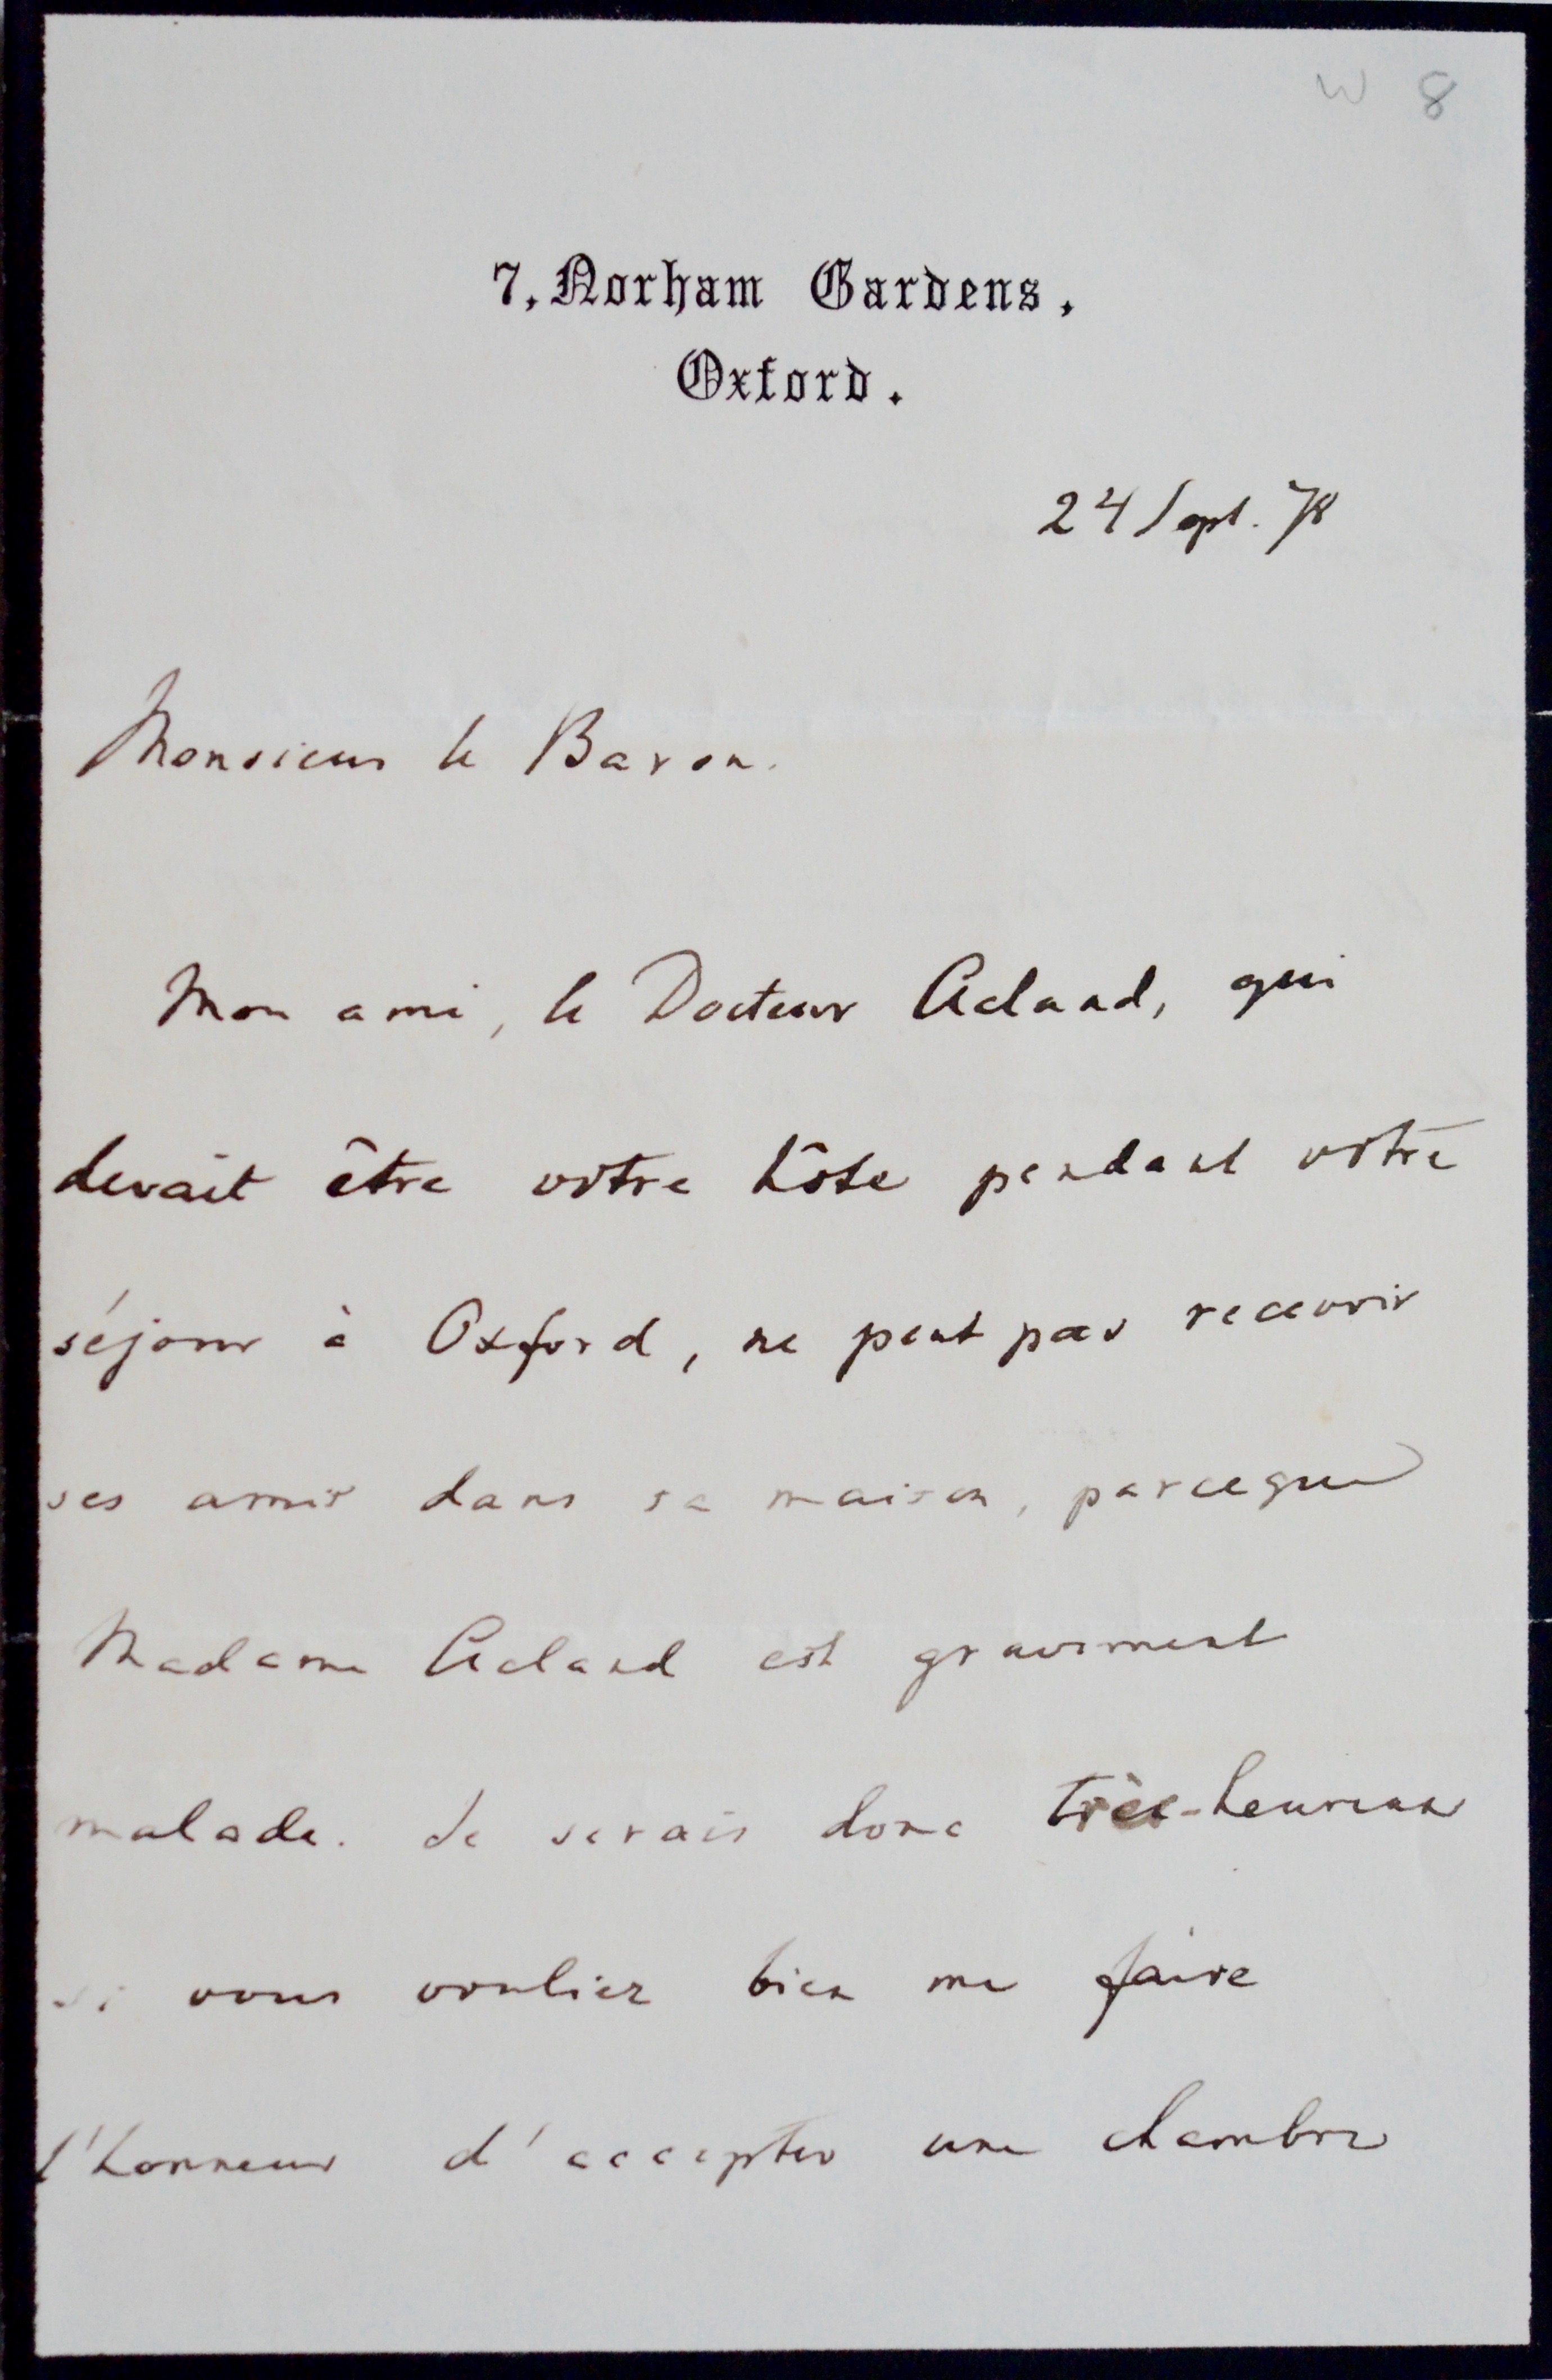 W 8
7, Norham Gardens,
Oxford.
24 Sept. 78
Monsieur le Baron.
Mon ami, le Docteur Acland, qui
devait être vôtre hôte pendant vôtre
séjour à Oxford, ne peut pas recevoir
ses amis dans sa maison, parceque
Madame Acland est gravement
malade. Je serais donc très-heureux
si vous vouliez bien me faire
l'honneur d'accepter une chambre